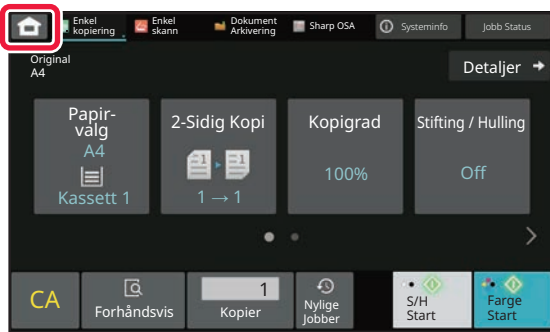 Enkel
kopiering
Enkel
skann
Dokument
Arkivering
Sharp OSA
Systeminfo
Jobb Status
Original
A4
Detaljer
Papir-
valg
A4
Kassett 1
2-Sidig Kopi
1 1
1 → 1
Kopigrad
100%
Stifting / Hulling
Off
CA
Forhåndsvis
1
Kopier
Nylige
Jobber
S/H
Start
Farge
Start